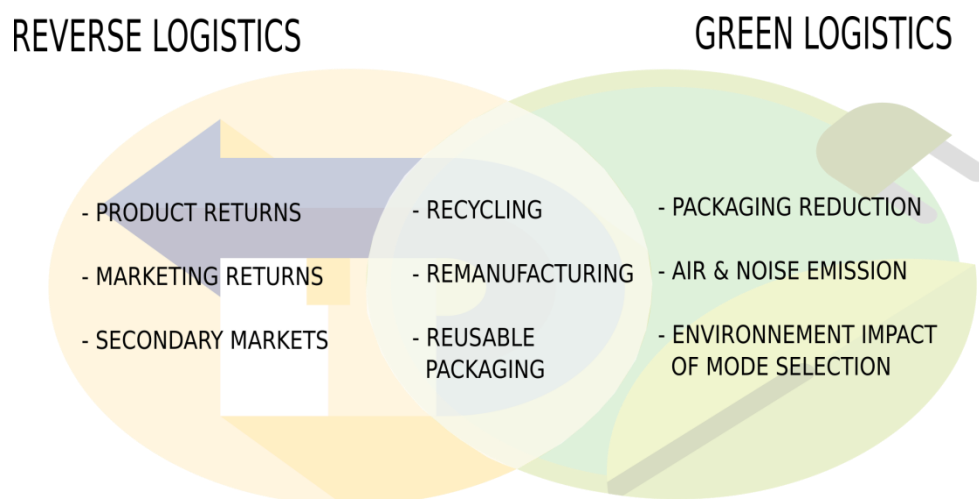 REVERSE LOGISTICS
GREEN LOGISTICS
- PRODUCT RETURNS
- MARKETING RETURNS
- SECONDARY MARKETS
- RECYCLING
- REMANUFACTURING
- REUSABLE
PACKAGING
- PACKAGING REDUCTION
- AIR & NOISE EMISSION
- ENVIRONNEMENT IMPACT
OF MODE SELECTION